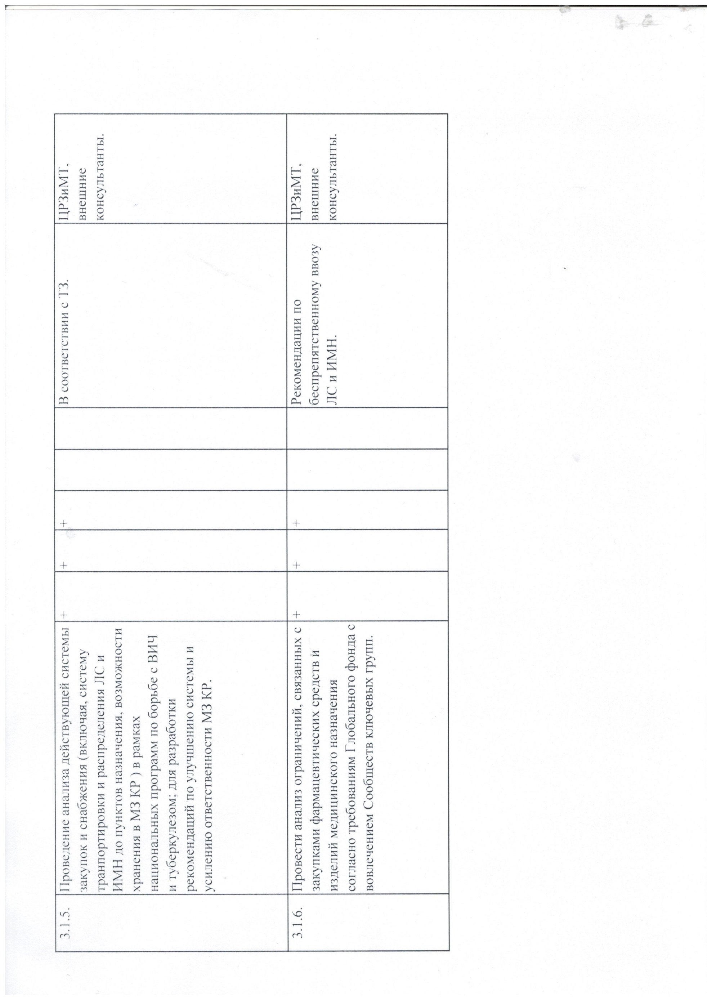 3.1.5.
Проведение анализа действующей системы
закупок и снабжения (включая, систему
транпортировки и распределения ЛС и
ИМН до пунктов назначения, возможности
хранения в МЗ КР ) в рамках
национальных программ по борьбе с ВИЧ
и туберкулезом; для разработки
рекомендаций по улучшению системы и
усилению ответственности МЗ КР.
+
+
+
В соответствии с ТЗ.
ЦРЗиМТ,
внешние
консультанты.
3.1.6.
Провести анализ ограничений, связанных с
закупками фармацевтических средств и
изделий медицинского назначения
согласно требованиям Глобального фонда с
вовлечением Сообществ ключевых групп.
+
+
+
Рекомендации по
беспрепятственному ввозу
ЛС и ИМН.
ЦРЗиМТ,
внешние
консультанты.